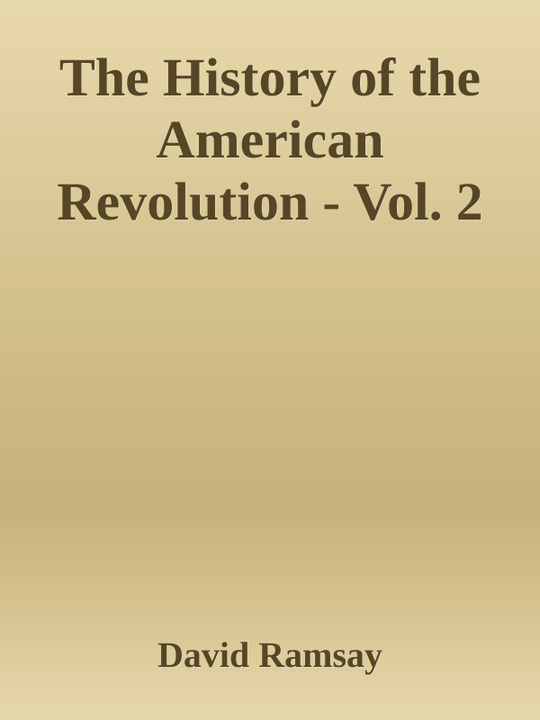 The History of the
American
Revolution - Vol. 2
David Ramsay